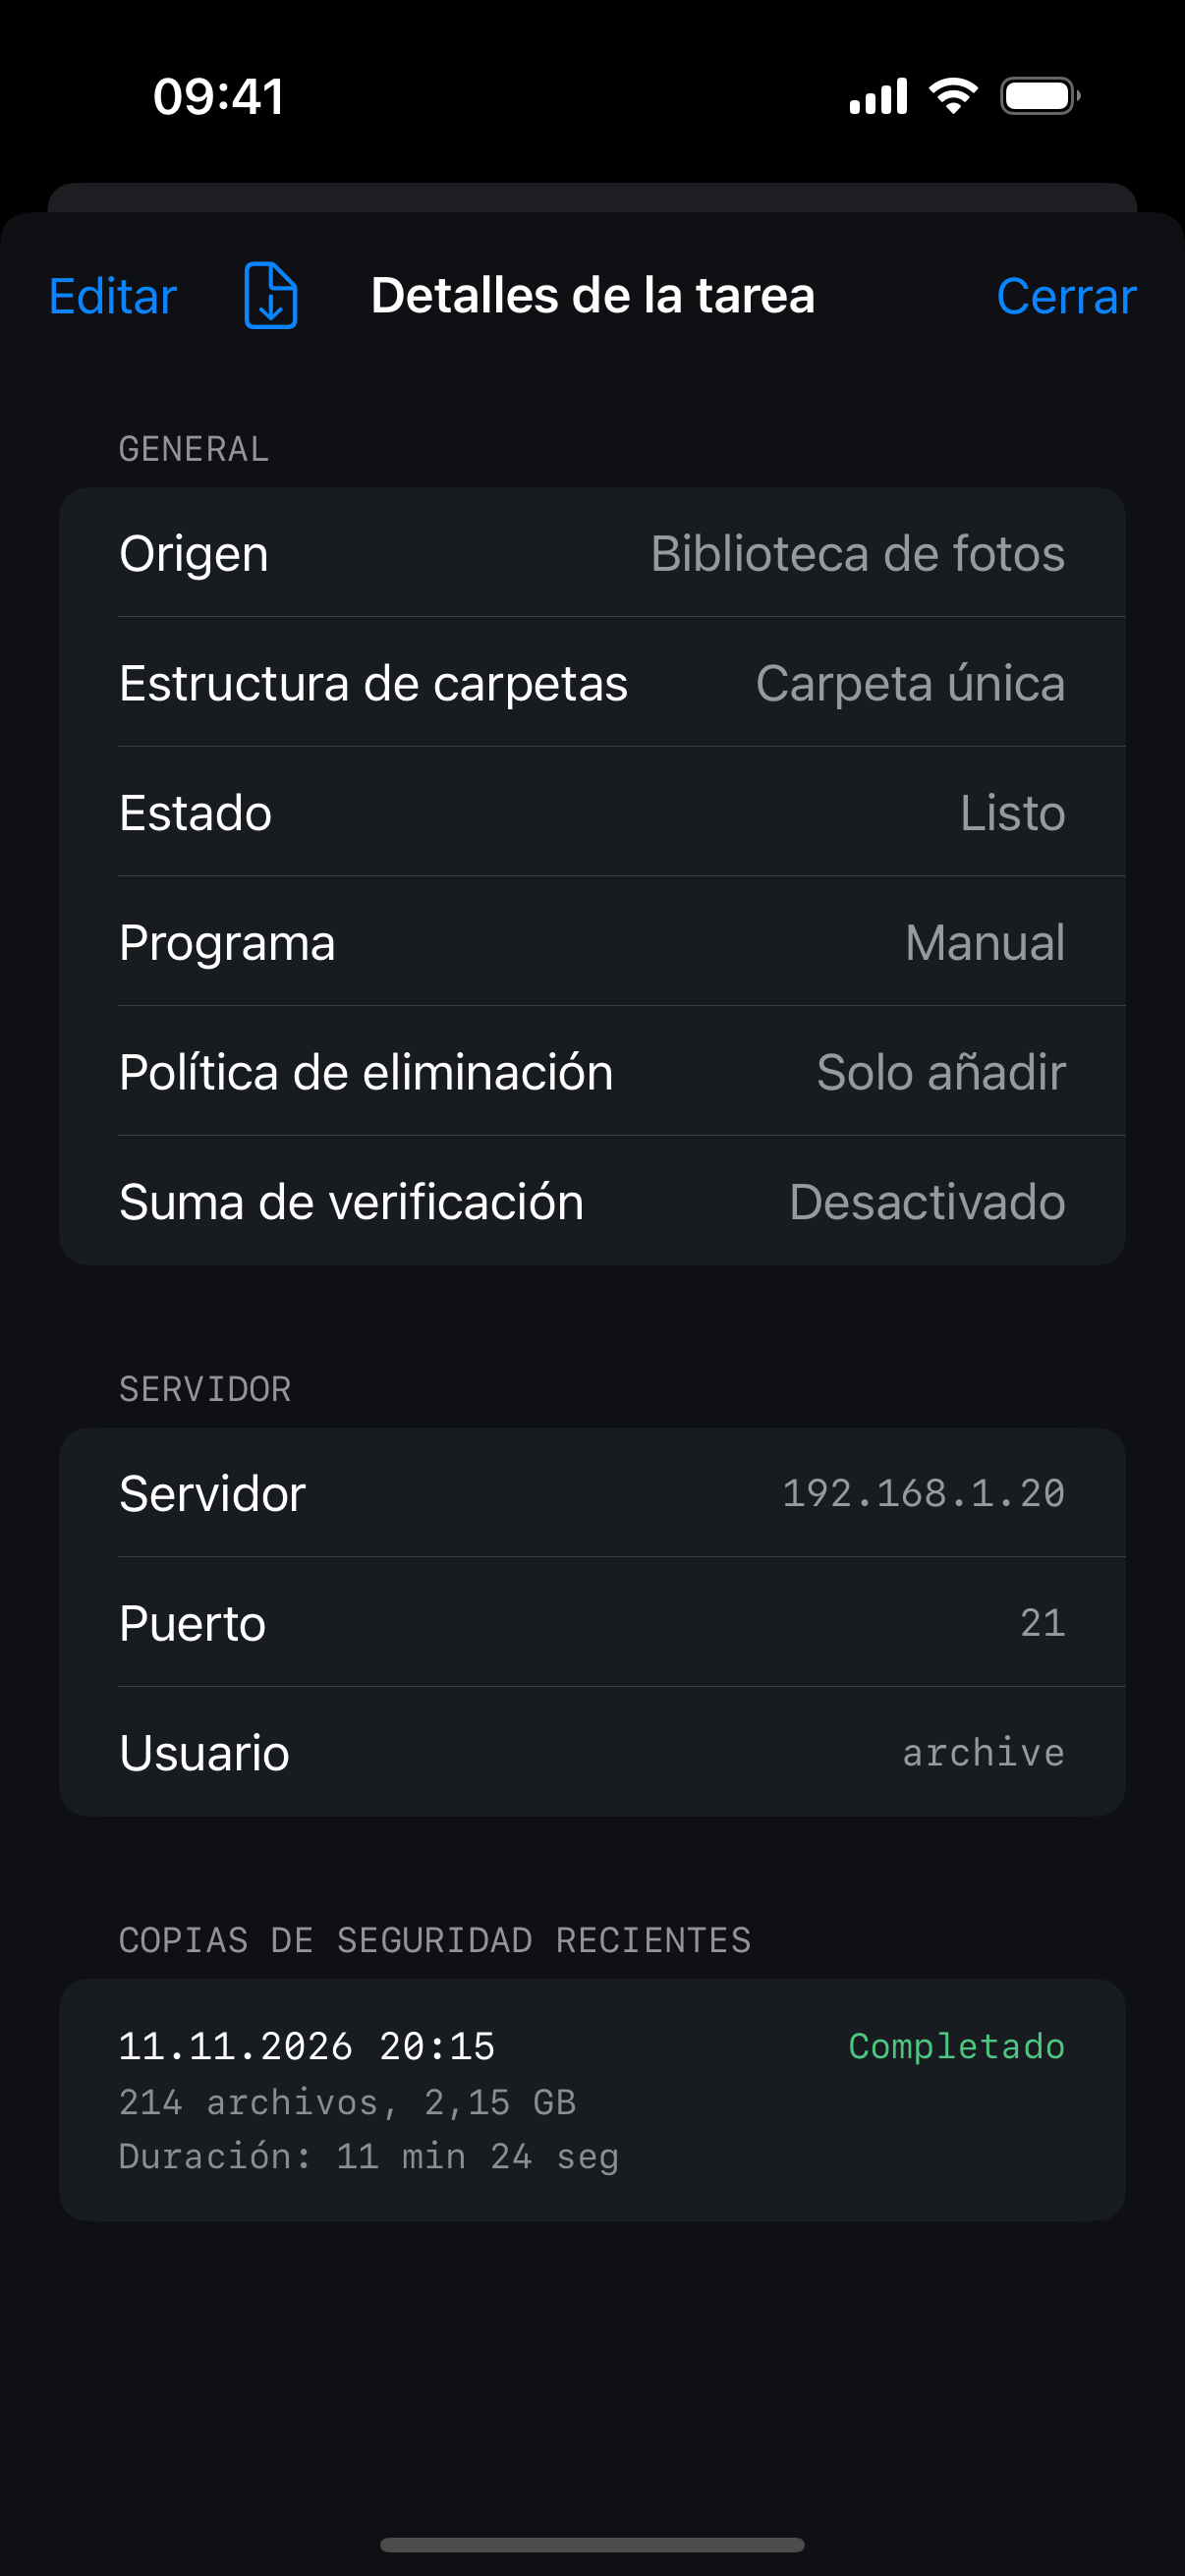 09:41
Editar
Detalles de la tarea
Cerrar
GENERAL
Origen Biblioteca de fotos
Estructura de carpetas Carpeta única
Estado Listo
Programa Manual
Política de eliminación Solo añadir
Suma de verificación Desactivado
SERVIDOR
Servidor 192.168.1.20
Puerto 21
Usuario archive
COPIAS DE SEGURIDAD RECIENTES
11.11.2026 20:15 Completado
214 archivos, 2,15 GB
Duración: 11 min 24 seg